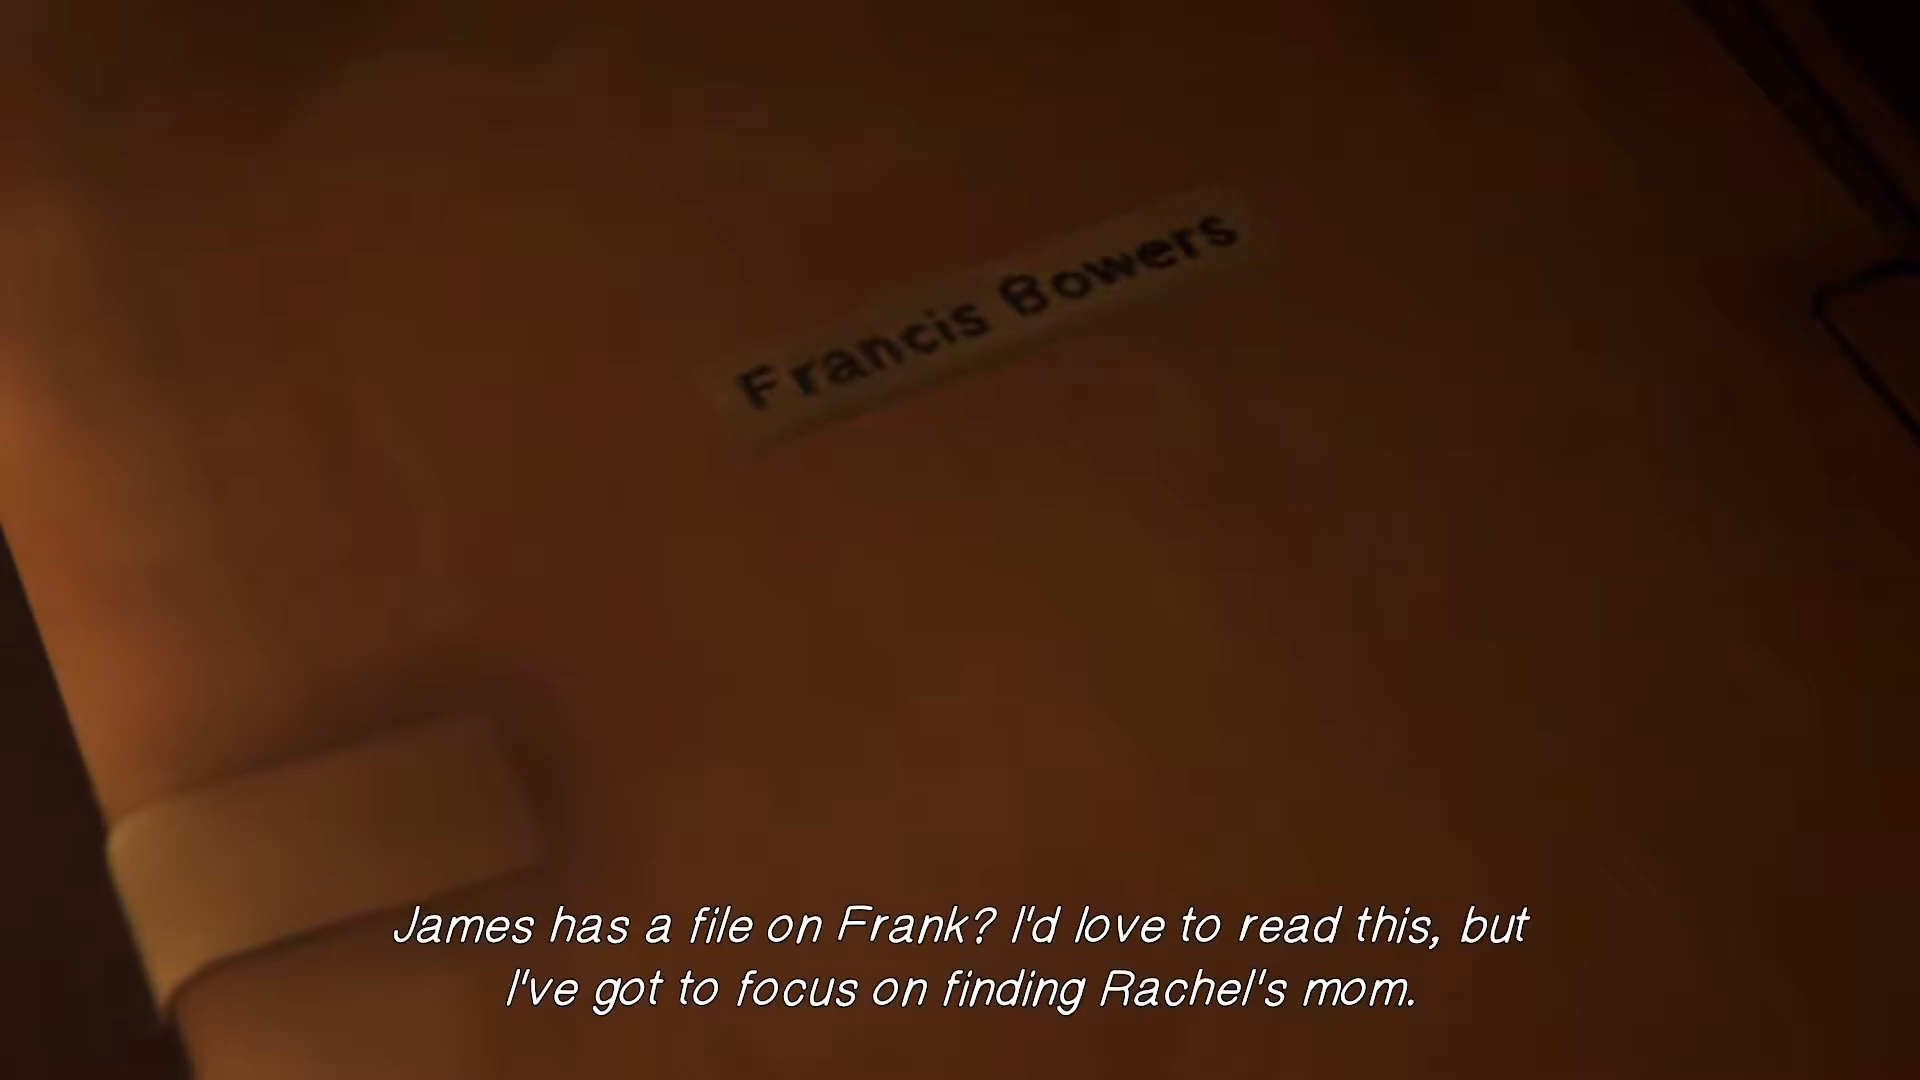 Francis Bowers
James has a file on Frank? I'd love to read this, but
I've got to focus on finding Rachel's mom.